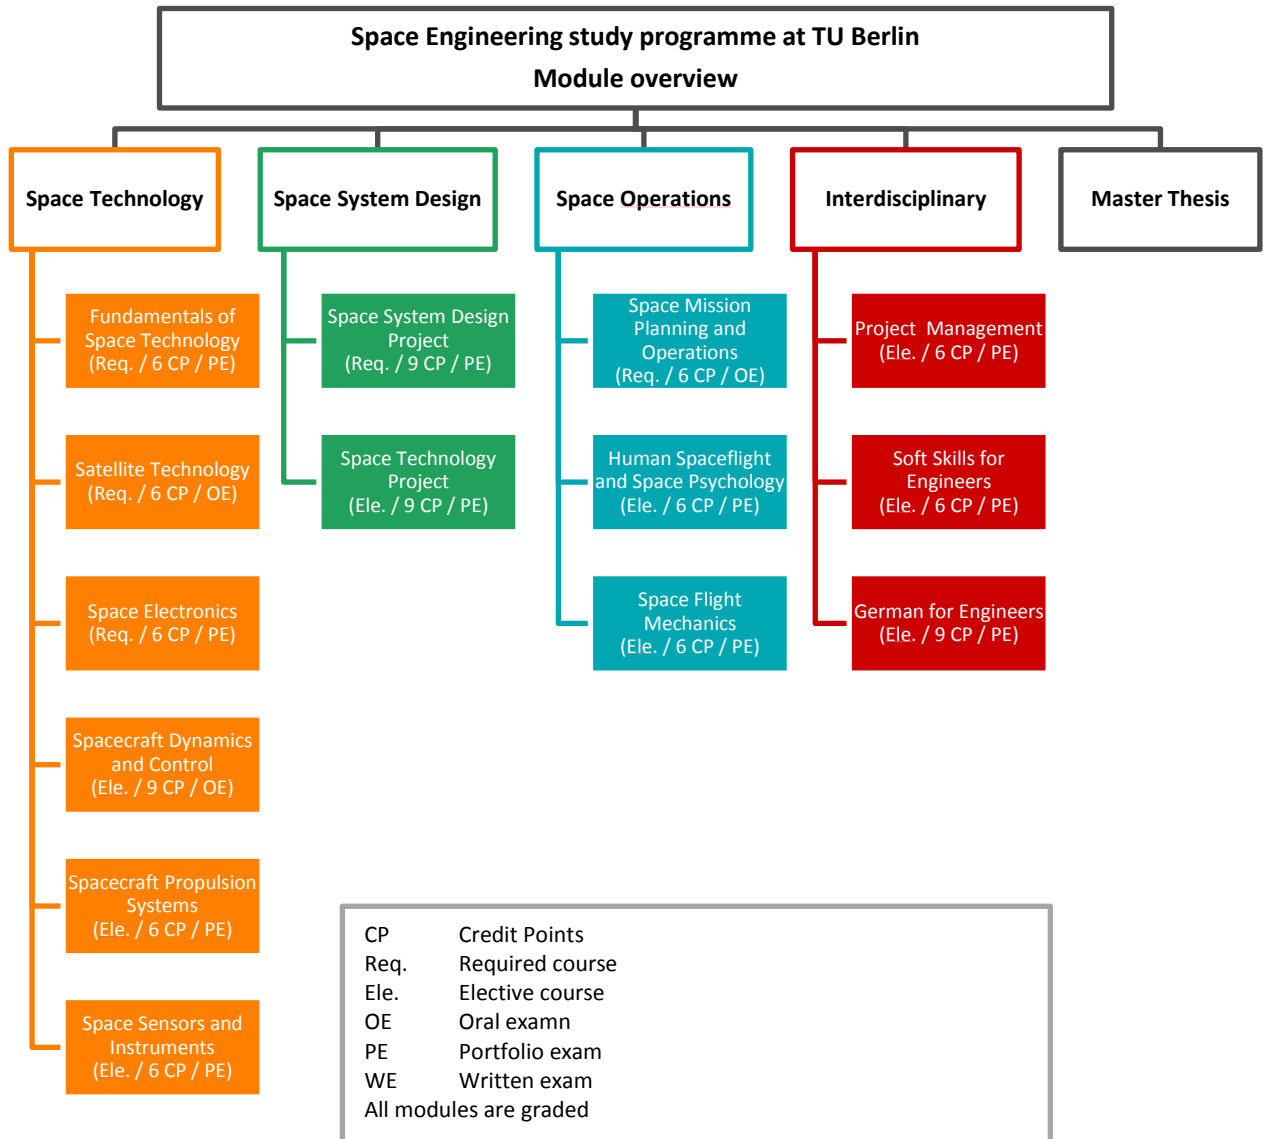 Space Engineering study programme at TU Berlin
Module overview
Space Technology
Space System Design
Space Operations
Interdisciplinary
Master Thesis
Fundamentals of
Space Technology
(Req. / 6 CP / PE)
Satellite Technology
(Req. / 6 CP / OE)
Space Electronics
(Req. / 6 CP / PE)
Spacecraft Dynamics
and Control
(Ele. / 9 CP / OE)
Spacecraft Propulsion
Systems
(Ele. / 6 CP / PE)
Space Sensors and
Instruments
(Ele. / 6 CP / PE)
Space System Design
Project
(Req. / 9 CP / PE)
Space Technology
Project
(Ele. / 9 CP / PE)
Space Mission
Planning and
Operations
(Req. / 6 CP / OE)
Human Spaceflight
and Space Psychology
(Ele. / 6 CP / PE)
Space Flight
Mechanics
(Ele. / 6 CP / PE)
Project Management
(Ele. / 6 CP / PE)
Soft Skills for
Engineers
(Ele. / 6 CP / PE)
German for Engineers
(Ele. / 9 CP / PE)
CP Credit Points
Req. Required course
Ele. Elective course
OE Oral examn
PE Portfolio exam
WE Written exam
All modules are graded